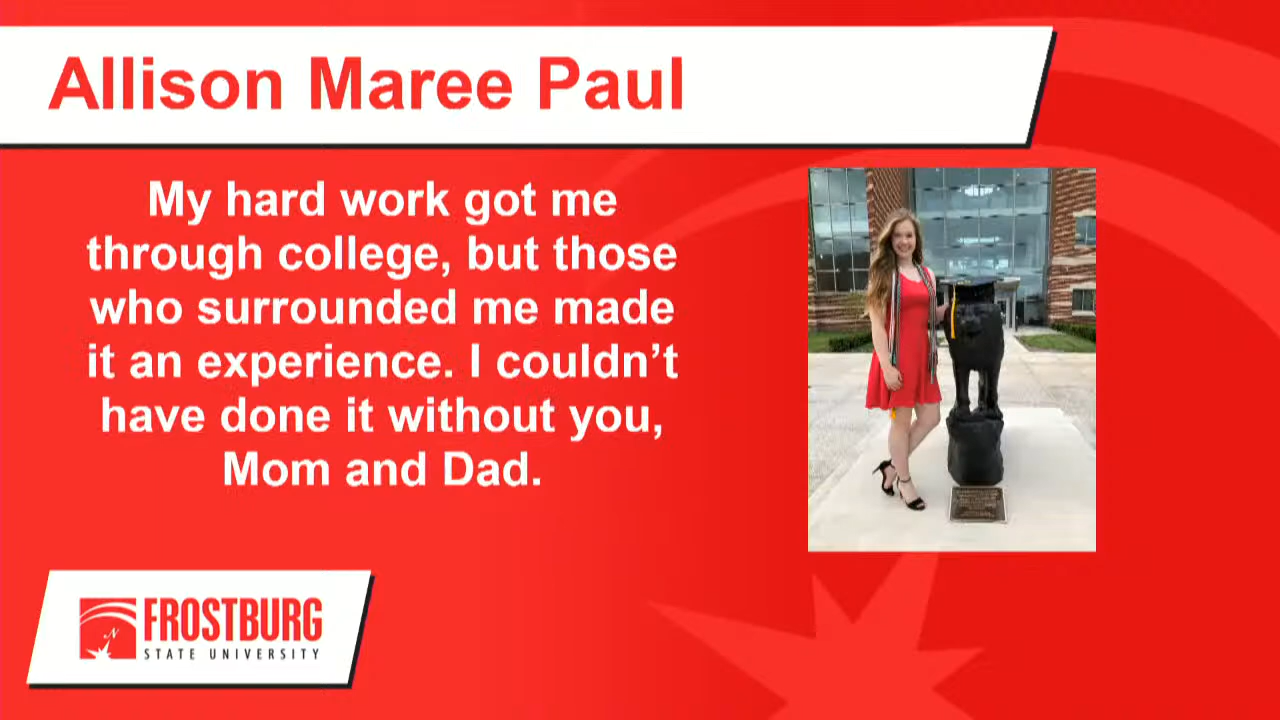 Allison Maree Paul
My hard work got me
through college, but those
who surrounded me made
it an experience. I couldn’t
have done it without you,
Mom and Dad.
FROSTBURG
STATE UNIVERSITY